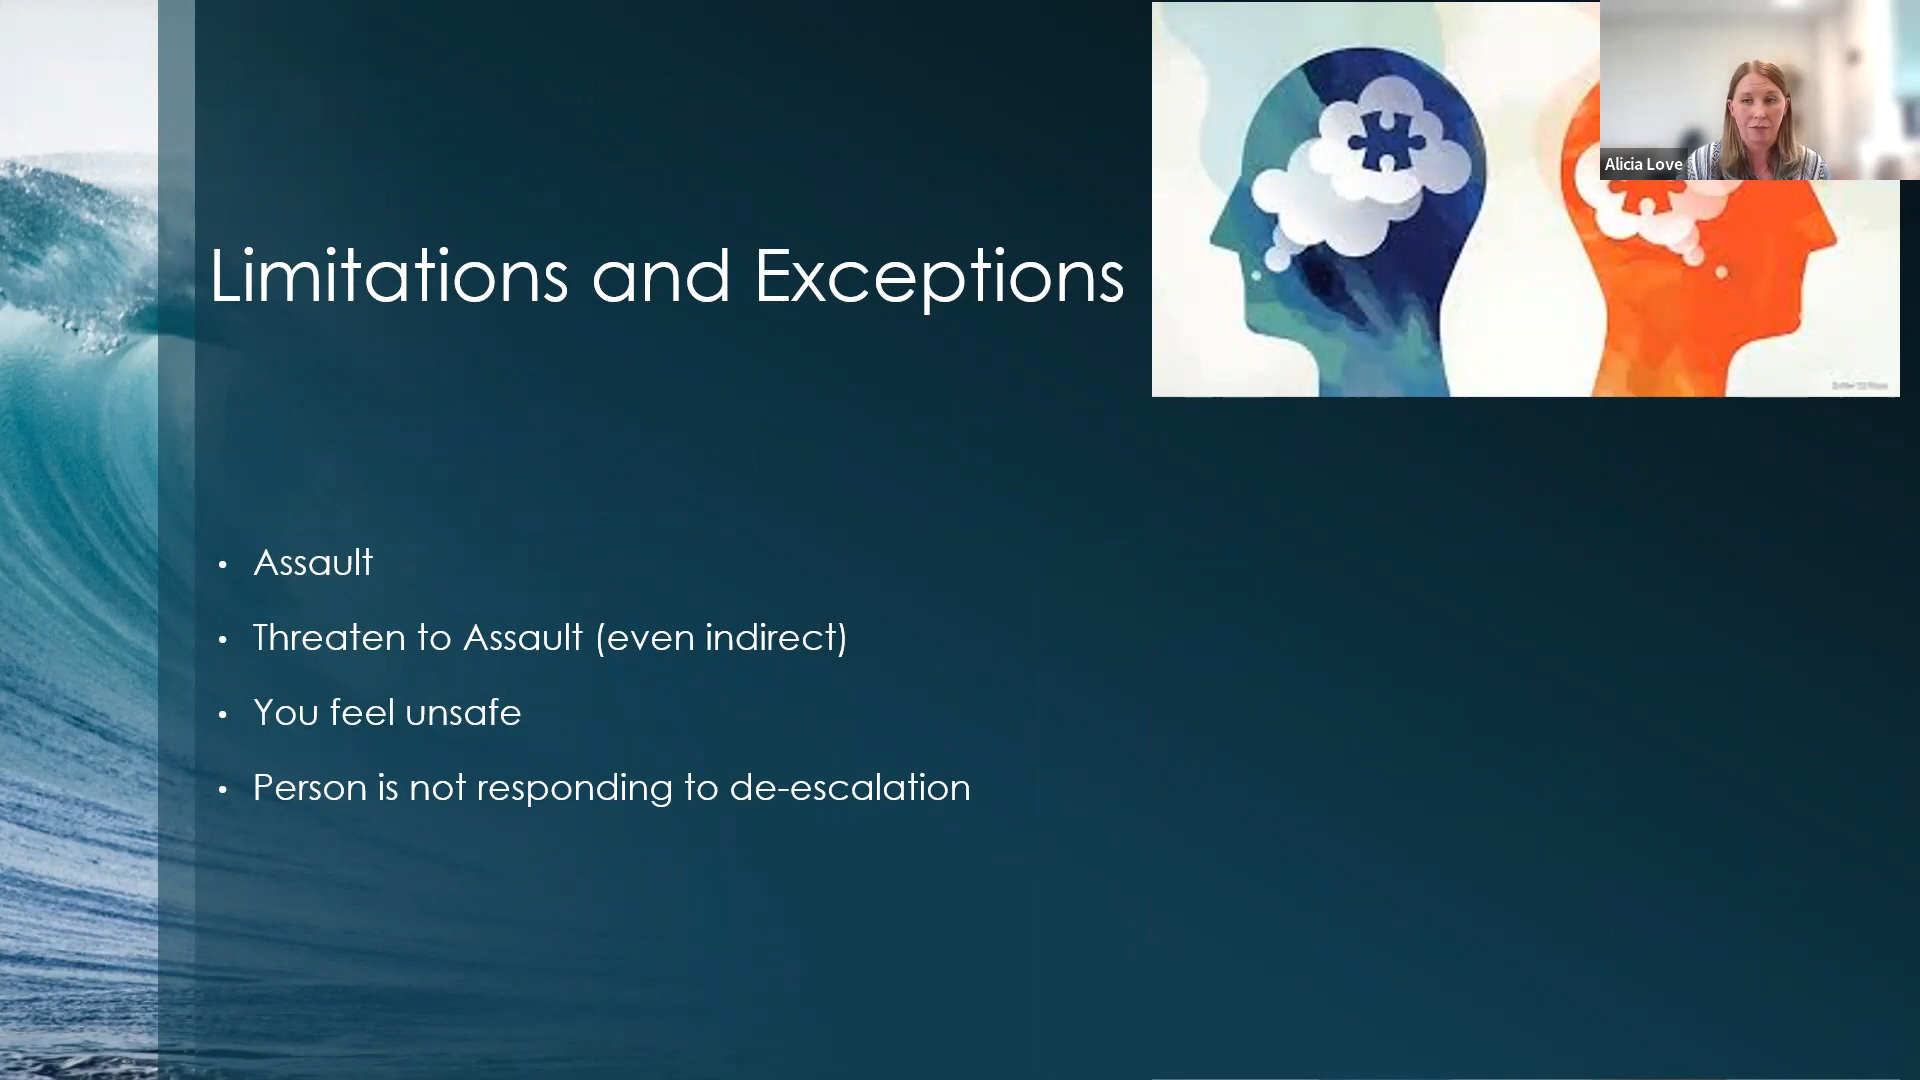 Alicia Love
Limitations and Exceptions
• Assault
• Threaten to Assault (even indirect)
• You feel unsafe
• Person is not responding to de-escalation